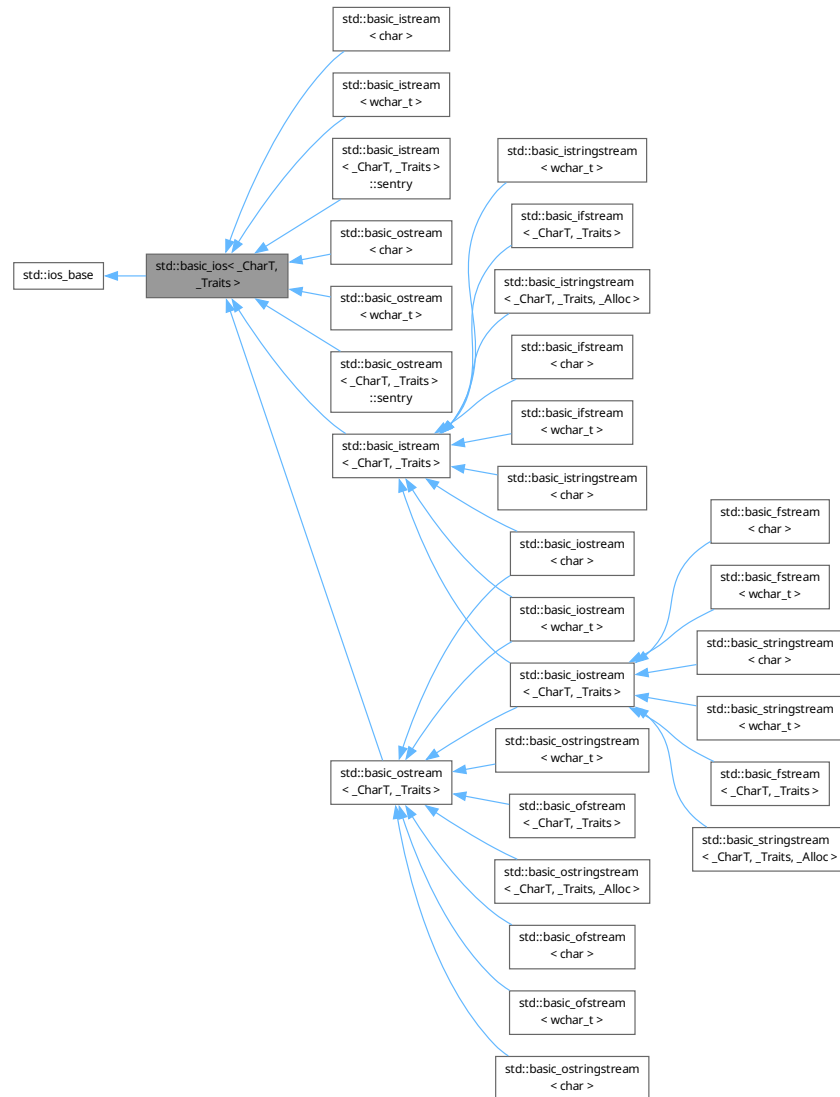 std::ios_base
std::basic_ios< _CharT,
_Traits >
std::basic_istream
< char >
std::basic_istream
< wchar_t >
std::basic_istream
< _CharT, _Traits >
::sentry
std::basic_ostream
< char >
std::basic_ostream
< wchar_t >
std::basic_ostream
< _CharT, _Traits >
::sentry
std::basic_istream
< _CharT, _Traits >
std::basic_ostream
< _CharT, _Traits >
std::basic_istringstream
< wchar_t >
std::basic_ifstream
< _CharT, _Traits >
std::basic_istringstream
< _CharT, _Traits, _Alloc >
std::basic_ifstream
< char >
std::basic_ifstream
< wchar_t >
std::basic_istringstream
< char >
std::basic_iostream
< char >
std::basic_iostream
< wchar_t >
std::basic_iostream
< _CharT, _Traits >
std::basic_ostringstream
< wchar_t >
std::basic_ofstream
< _CharT, _Traits >
std::basic_ostringstream
< _CharT, _Traits, _Alloc >
std::basic_ofstream
< char >
std::basic_ofstream
< wchar_t >
std::basic_ostringstream
< char >
std::basic_fstream
< char >
std::basic_fstream
< wchar_t >
std::basic_stringstream
< char >
std::basic_stringstream
< wchar_t >
std::basic_fstream
< _CharT, _Traits >
std::basic_stringstream
< _CharT, _Traits, _Alloc >